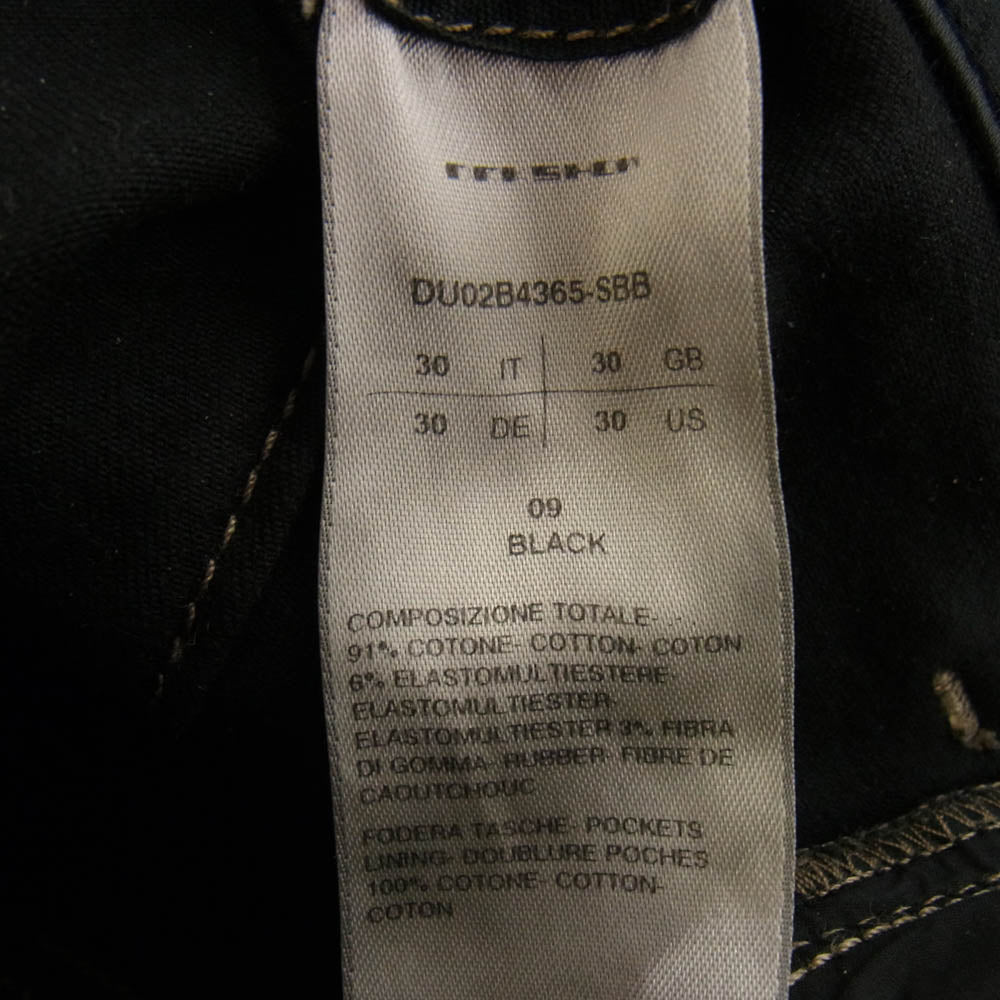 DU02B4365-SBB
30 IT 30 GB
30 DE 30 US
09
BLACK
COMPOSIZIONE TOTALE-
91% COTONE- COTTON- COTON
6% ELASTOMULTIESTERE-
ELASTOMULTIESTER-
ELASTOMULTIESTER 3% FIBRA
DI GOMMA- RUBBER- FIBRE DE
CAOUTCHOUC
FODERA TASCHE- POCKETS
LINING- DOUBLURE POCHES
100% COTONE- COTTON-
COTON